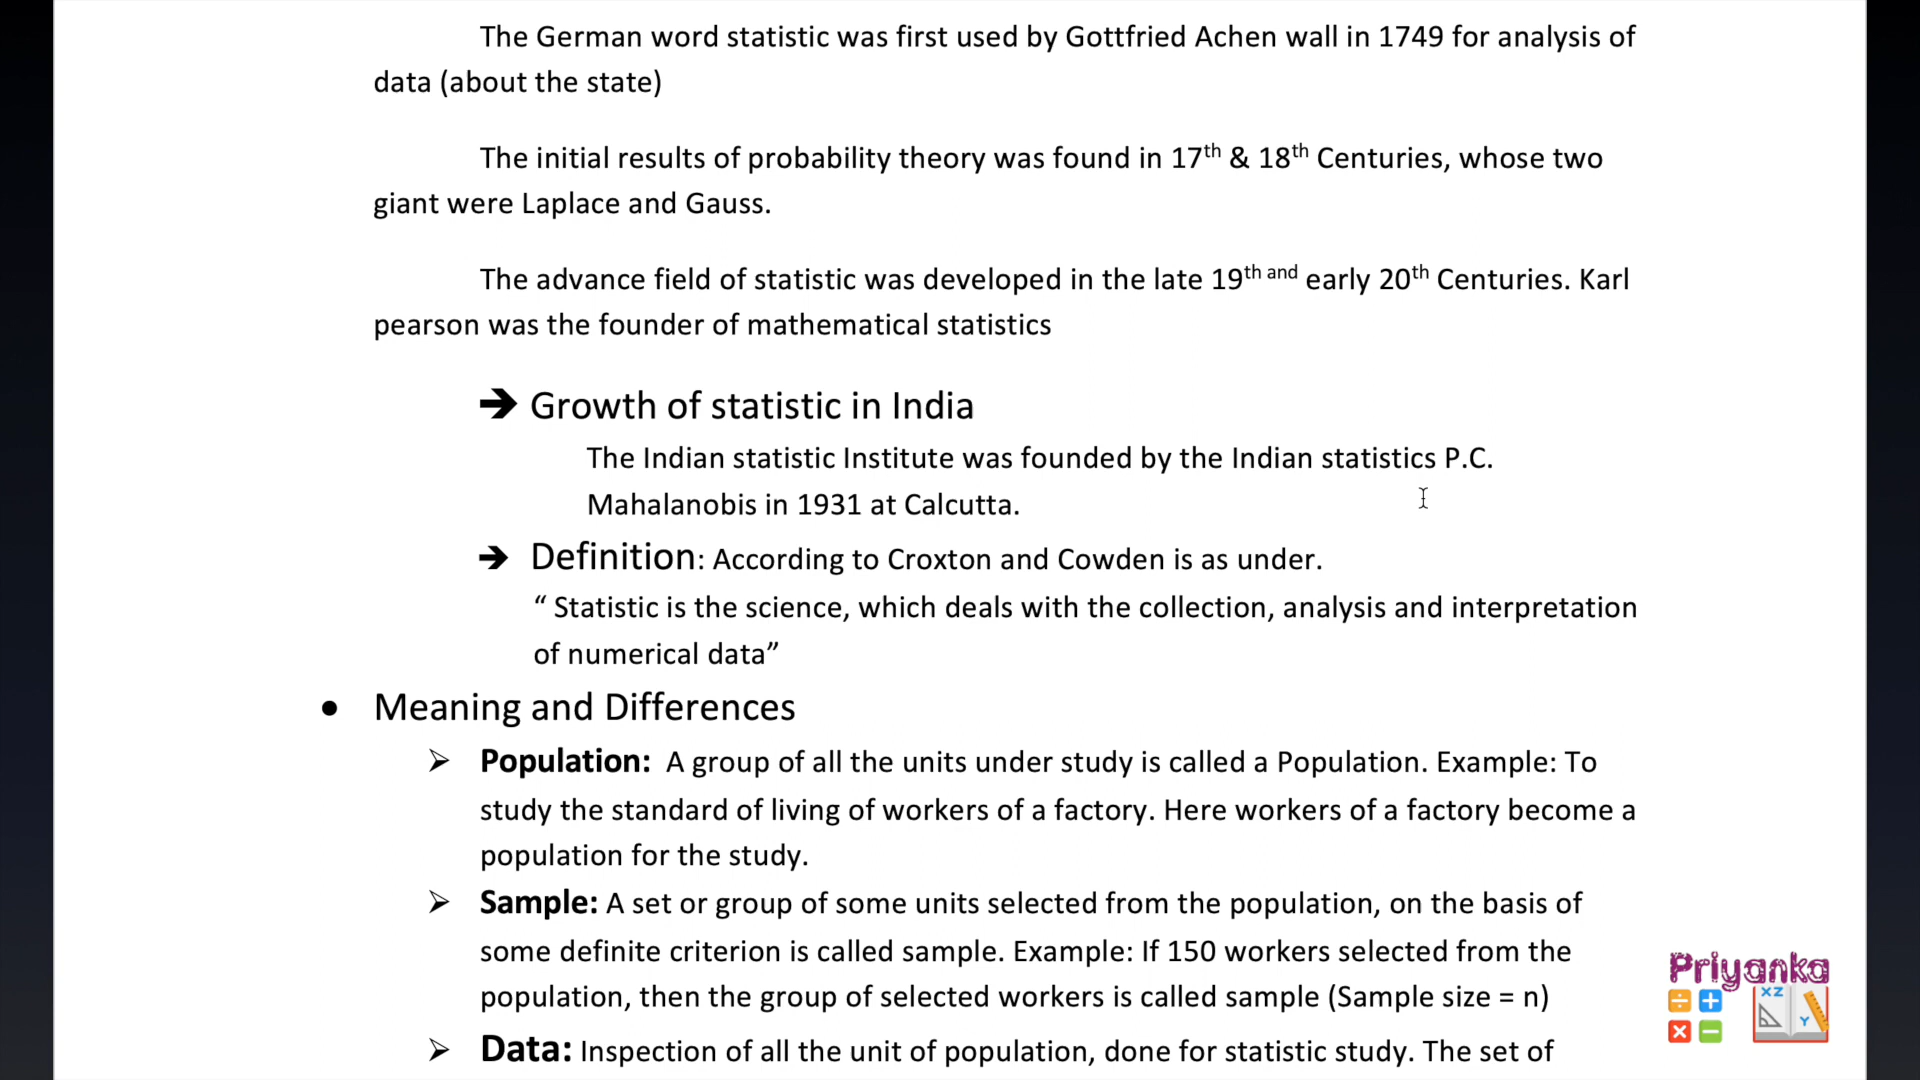 The German word statistic was first used by Gottfried Achen wall in 1749 for analysis of
data (about the state)
The initial results of probability theory was found in 17th & 18th Centuries, whose two
giant were Laplace and Gauss.
The advance field of statistic was developed in the late 19th and early 20th Centuries. Karl
pearson was the founder of mathematical statistics
➔ Growth of statistic in India
The Indian statistic Institute was founded by the Indian statistics P.C.
Mahalanobis in 1931 at Calcutta.
➔ Definition: According to Croxton and Cowden is as under.
“ Statistic is the science, which deals with the collection, analysis and interpretation
of numerical data”
• Meaning and Differences
➢ Population: A group of all the units under study is called a Population. Example: To
study the standard of living of workers of a factory. Here workers of a factory become a
population for the study.
➢ Sample: A set or group of some units selected from the population, on the basis of
some definite criterion is called sample. Example: If 150 workers selected from the
population, then the group of selected workers is called sample (Sample size = n)
➢ Data: Inspection of all the unit of population, done for statistic study. The set of
Priyanka
÷ + XZ
× − Y